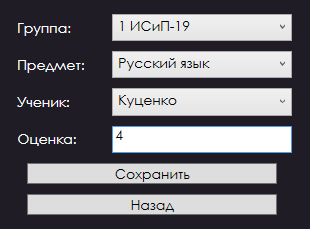 Группа: 1 ИСиП-19
Предмет: Русский язык
Ученик: Куценко
Оценка: 4
Сохранить
Назад